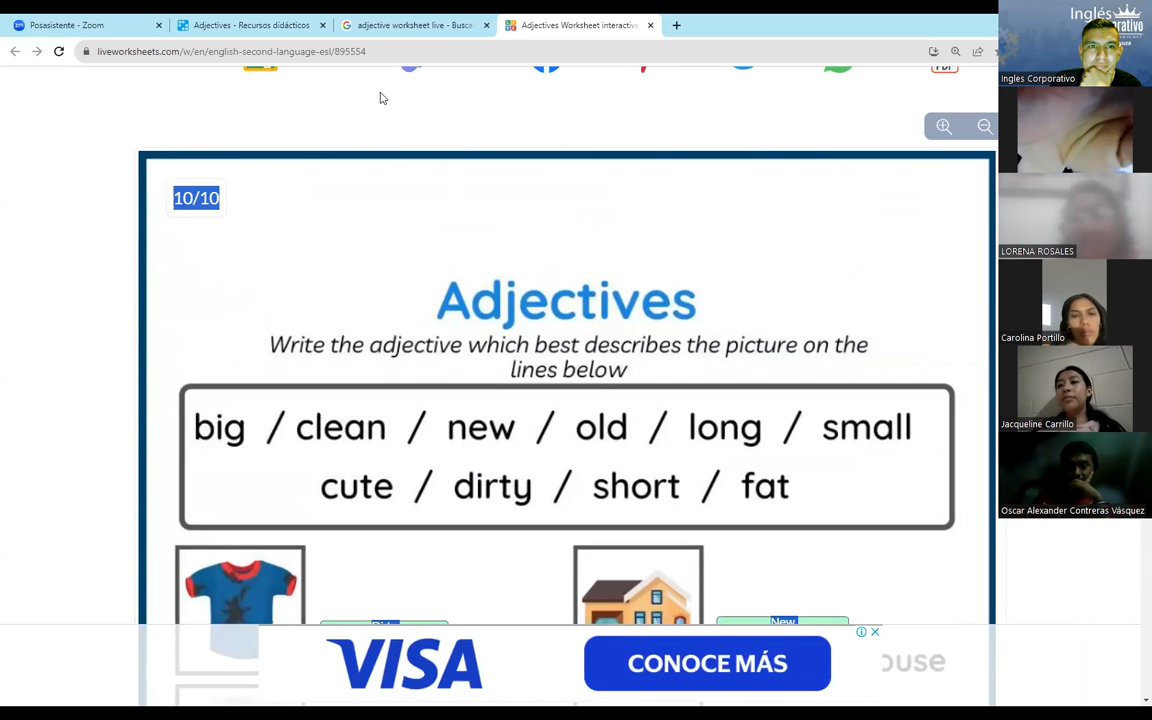 Posasistente - Zoom
Adjectives - Recursos didácticos
adjective worksheet live - Busca
Adjectives Worksheet interactive
liveworksheets.com/w/en/english-second-language-esl/895554
Inglés
Ingles Corporativo
LORENA ROSALES
Carolina Portillo
Jacqueline Carrillo
Oscar Alexander Contreras Vásquez
10/10
Adjectives
Write the adjective which best describes the picture on the
lines below
big / clean / new / old / long / small
cute / dirty / short / fat
New
VISA
CONOCE MÁS
ouse